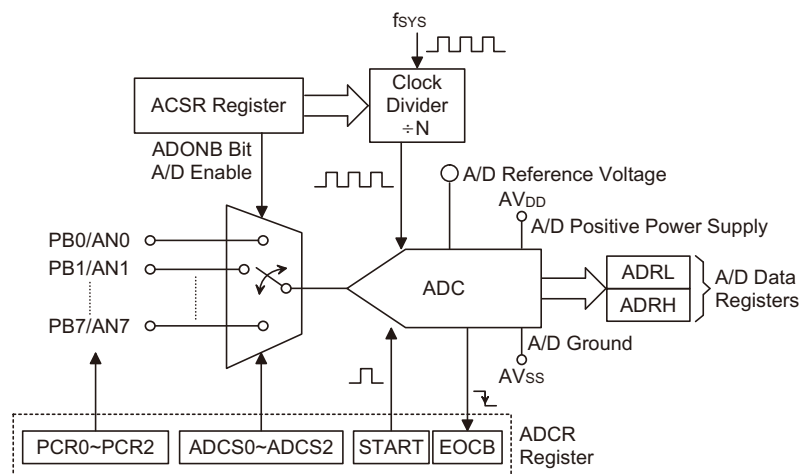 fSYS
Clock
Divider
÷N
ACSR Register
ADONB Bit
A/D Enable
A/D Reference Voltage
AVDD
A/D Positive Power Supply
PB0/AN0
PB1/AN1
PB7/AN7
ADC
ADRL
ADRH
A/D Data
Registers
A/D Ground
AVSS
PCR0~PCR2
ADCS0~ADCS2
START
EOCB
ADCR
Register